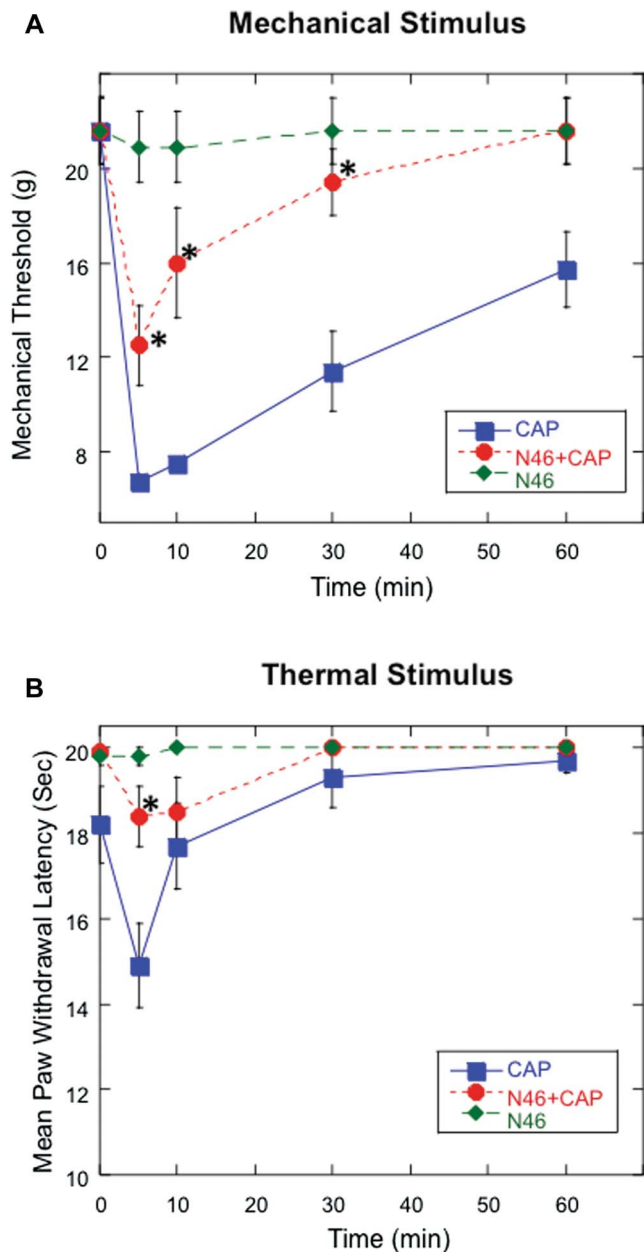 A
Mechanical Stimulus
Mechanical Threshold (g)
20
16
12
8
*
*
*
CAP
N46+CAP
N46
0 10 20 30 40 50 60
Time (min)
B
Thermal Stimulus
Mean Paw Withdrawal Latency (Sec)
20
18
16
14
12
10
*
CAP
N46+CAP
N46
0 10 20 30 40 50 60
Time (min)